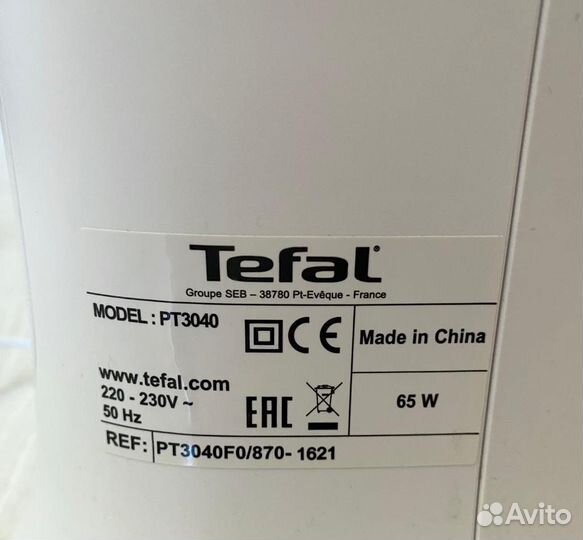 Tefal
Groupe SEB – 38780 Pt-Evêque - France
MODEL : PT3040
CE
Made in China
www.tefal.com
220 - 230V ~
50 Hz
EAC
65 W
REF: PT3040F0/870- 1621
Avito